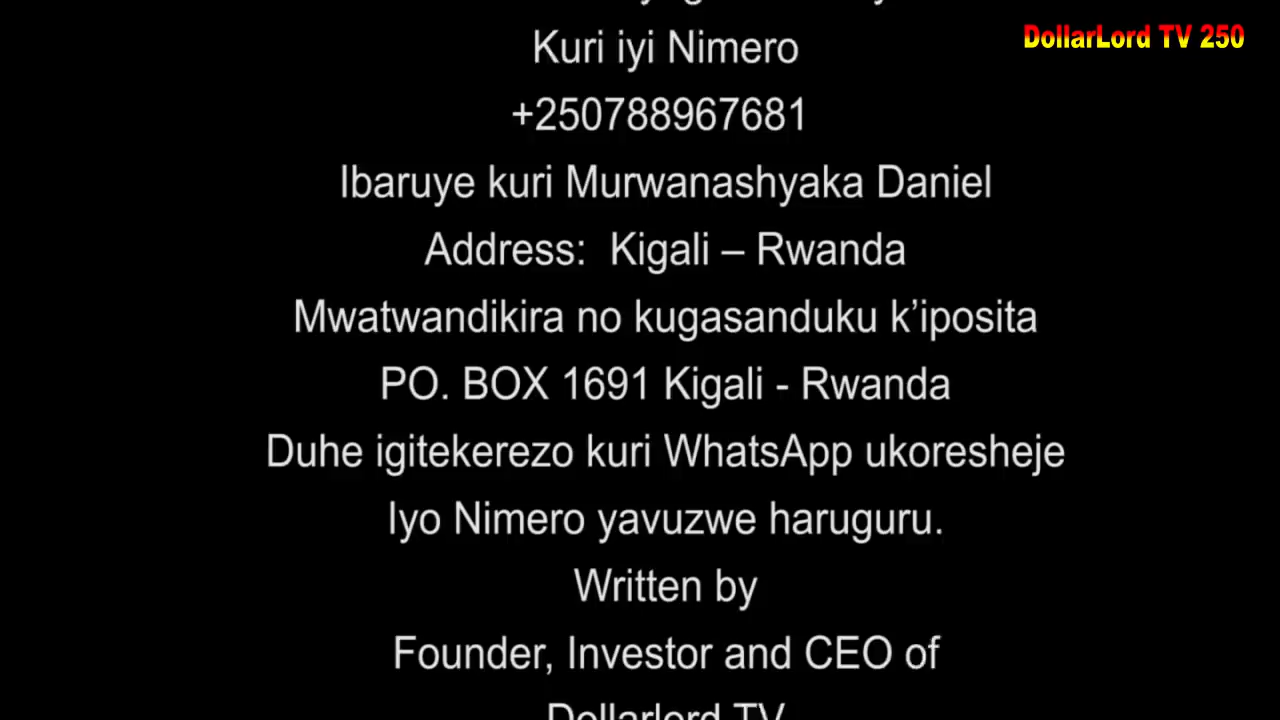 DollarLord TV 250
Kuri iyi Nimero
+250788967681
Ibaruye kuri Murwanashyaka Daniel
Address: Kigali – Rwanda
Mwatwandikira no kugasanduku k’iposita
PO. BOX 1691 Kigali - Rwanda
Duhe igitekerezo kuri WhatsApp ukoresheje
Iyo Nimero yavuzwe haruguru.
Written by
Founder, Investor and CEO of
Dollarlord TV